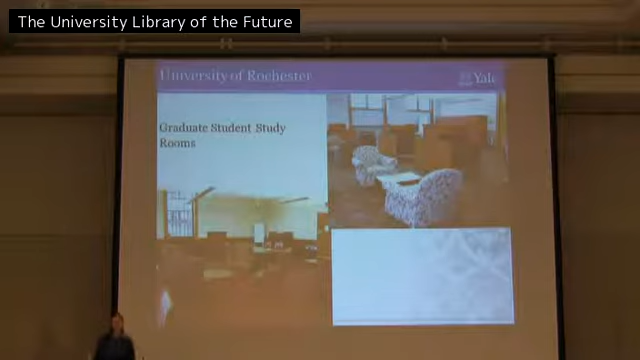 The University Library of the Future
University of Rochester
Yale
Graduate Student Study
Rooms